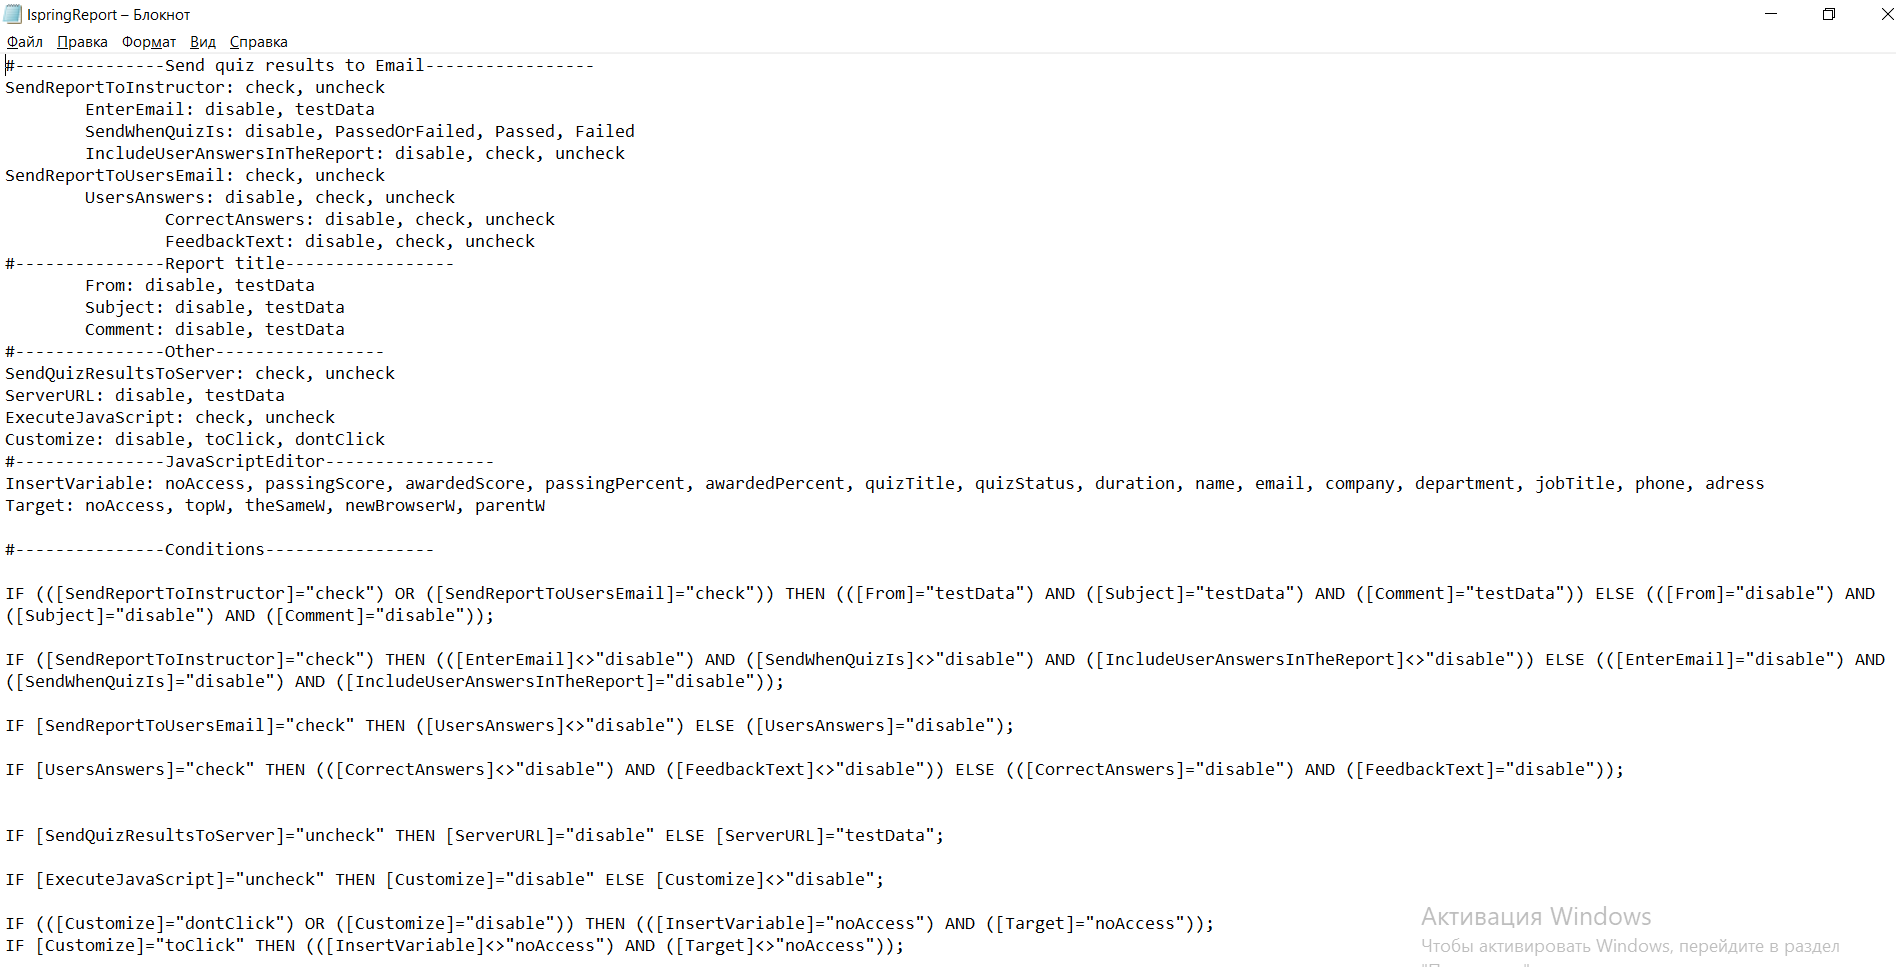 IspringReport – Блокнот
Файл Правка Формат Вид Справка
#---------------Send quiz results to Email-----------------
SendReportToInstructor: check, uncheck
EnterEmail: disable, testData
SendWhenQuizIs: disable, PassedOrFailed, Passed, Failed
IncludeUserAnswersInTheReport: disable, check, uncheck
SendReportToUsersEmail: check, uncheck
UsersAnswers: disable, check, uncheck
CorrectAnswers: disable, check, uncheck
FeedbackText: disable, check, uncheck
#---------------Report title-----------------
From: disable, testData
Subject: disable, testData
Comment: disable, testData
#---------------Other-----------------
SendQuizResultsToServer: check, uncheck
ServerURL: disable, testData
ExecuteJavaScript: check, uncheck
Customize: disable, toClick, dontClick
#---------------JavaScriptEditor-----------------
InsertVariable: noAccess, passingScore, awardedScore, passingPercent, awardedPercent, quizTitle, quizStatus, duration, name, email, company, department, jobTitle, phone, adress
Target: noAccess, topW, theSameW, newBrowserW, parentW
#---------------Conditions-----------------
IF (([SendReportToInstructor]="check") OR ([SendReportToUsersEmail]="check")) THEN (([From]="testData") AND ([Subject]="testData") AND ([Comment]="testData")) ELSE (([From]="disable") AND
([Subject]="disable") AND ([Comment]="disable"));
IF ([SendReportToInstructor]="check") THEN (([EnterEmail]<>"disable") AND ([SendWhenQuizIs]<>"disable") AND ([IncludeUserAnswersInTheReport]<>"disable")) ELSE (([EnterEmail]="disable") AND
([SendWhenQuizIs]="disable") AND ([IncludeUserAnswersInTheReport]="disable"));
IF [SendReportToUsersEmail]="check" THEN ([UsersAnswers]<>"disable") ELSE ([UsersAnswers]="disable");
IF [UsersAnswers]="check" THEN (([CorrectAnswers]<>"disable") AND ([FeedbackText]<>"disable")) ELSE (([CorrectAnswers]="disable") AND ([FeedbackText]="disable"));
IF [SendQuizResultsToServer]="uncheck" THEN [ServerURL]="disable" ELSE [ServerURL]="testData";
IF [ExecuteJavaScript]="uncheck" THEN [Customize]="disable" ELSE [Customize]<>"disable";
IF (([Customize]="dontClick") OR ([Customize]="disable")) THEN (([InsertVariable]="noAccess") AND ([Target]="noAccess"));
IF [Customize]="toClick" THEN (([InsertVariable]<>"noAccess") AND ([Target]<>"noAccess"));
Активация Windows
Чтобы активировать Windows, перейдите в раздел